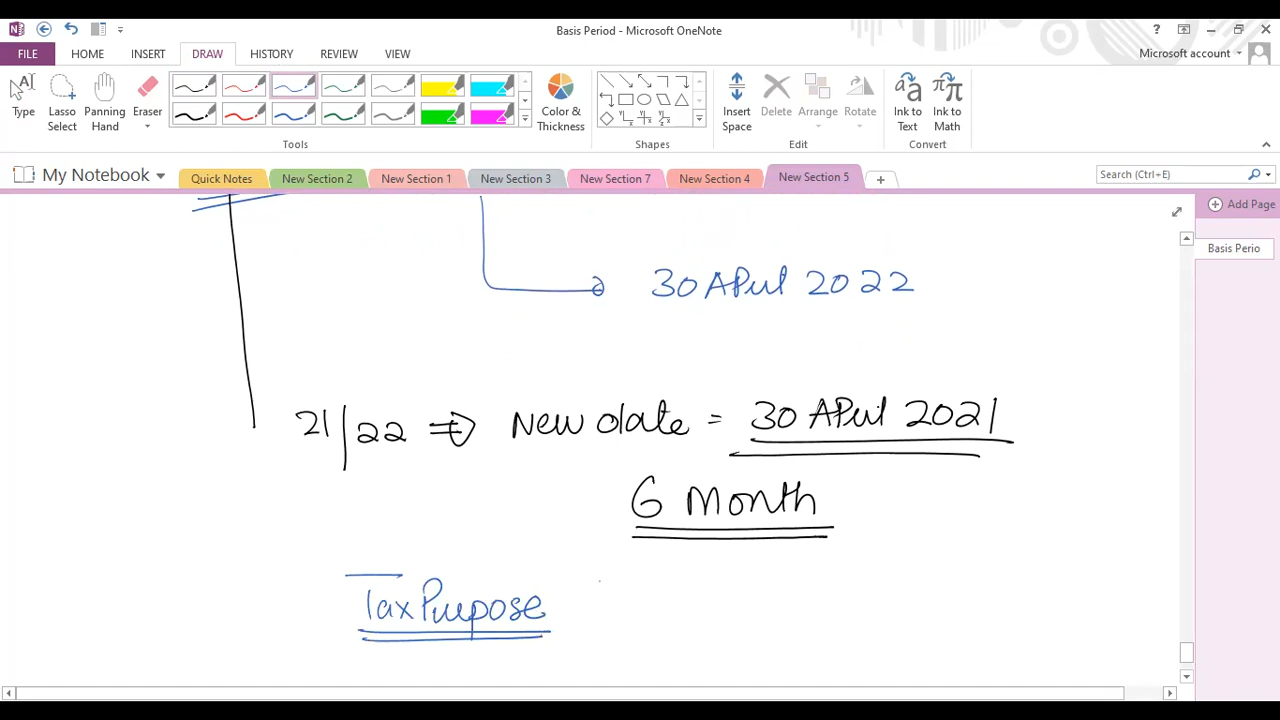 Basis Period - Microsoft OneNote
?
FILE HOME INSERT DRAW HISTORY REVIEW VIEW
Microsoft account
Type Lasso Select Panning Hand Eraser
Color & Thickness
Insert Space Delete Arrange Rotate
Ink to Text Ink to Math
Tools Shapes Edit Convert
My Notebook Quick Notes New Section 2 New Section 1 New Section 3 New Section 7 New Section 4 New Section 5
Search (Ctrl+E)
Add Page
Basis Perio
30 APril 2022
21/22 ⇒ New date = 30 APril 2021
6 Month
Tax Purpose